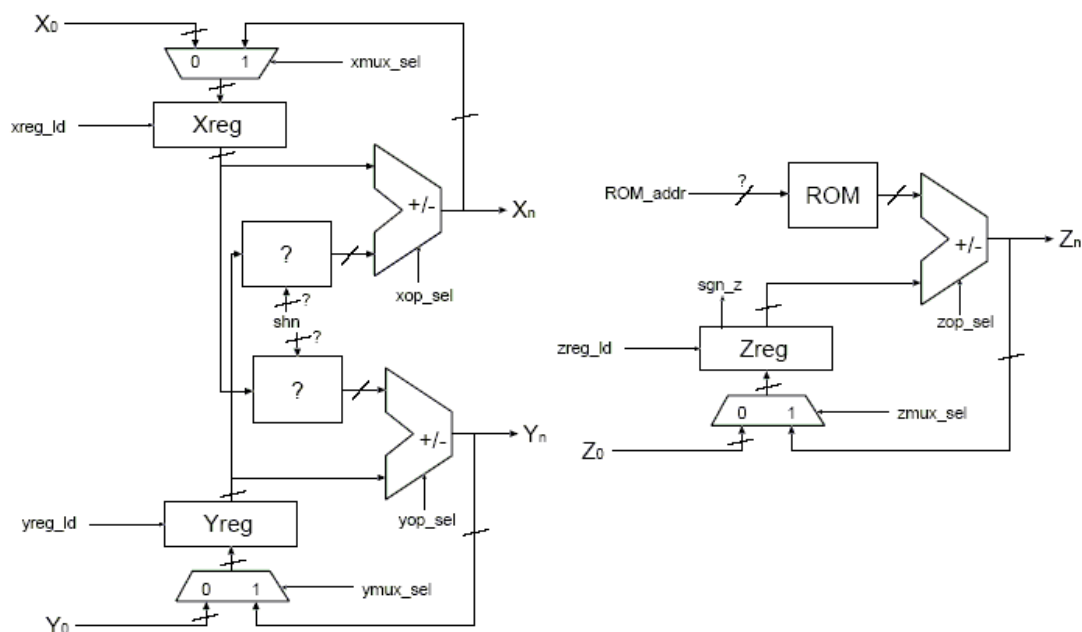 X0
0 1
xmux_sel
xreg_ld
Xreg
+/-
Xn
?
xop_sel
?
shn
?
?
+/-
Yn
yop_sel
yreg_ld
Yreg
0 1
ymux_sel
Y0
ROM_addr
?
ROM
+/-
Zn
sgn_z
zop_sel
zreg_ld
Zreg
0 1
zmux_sel
Z0